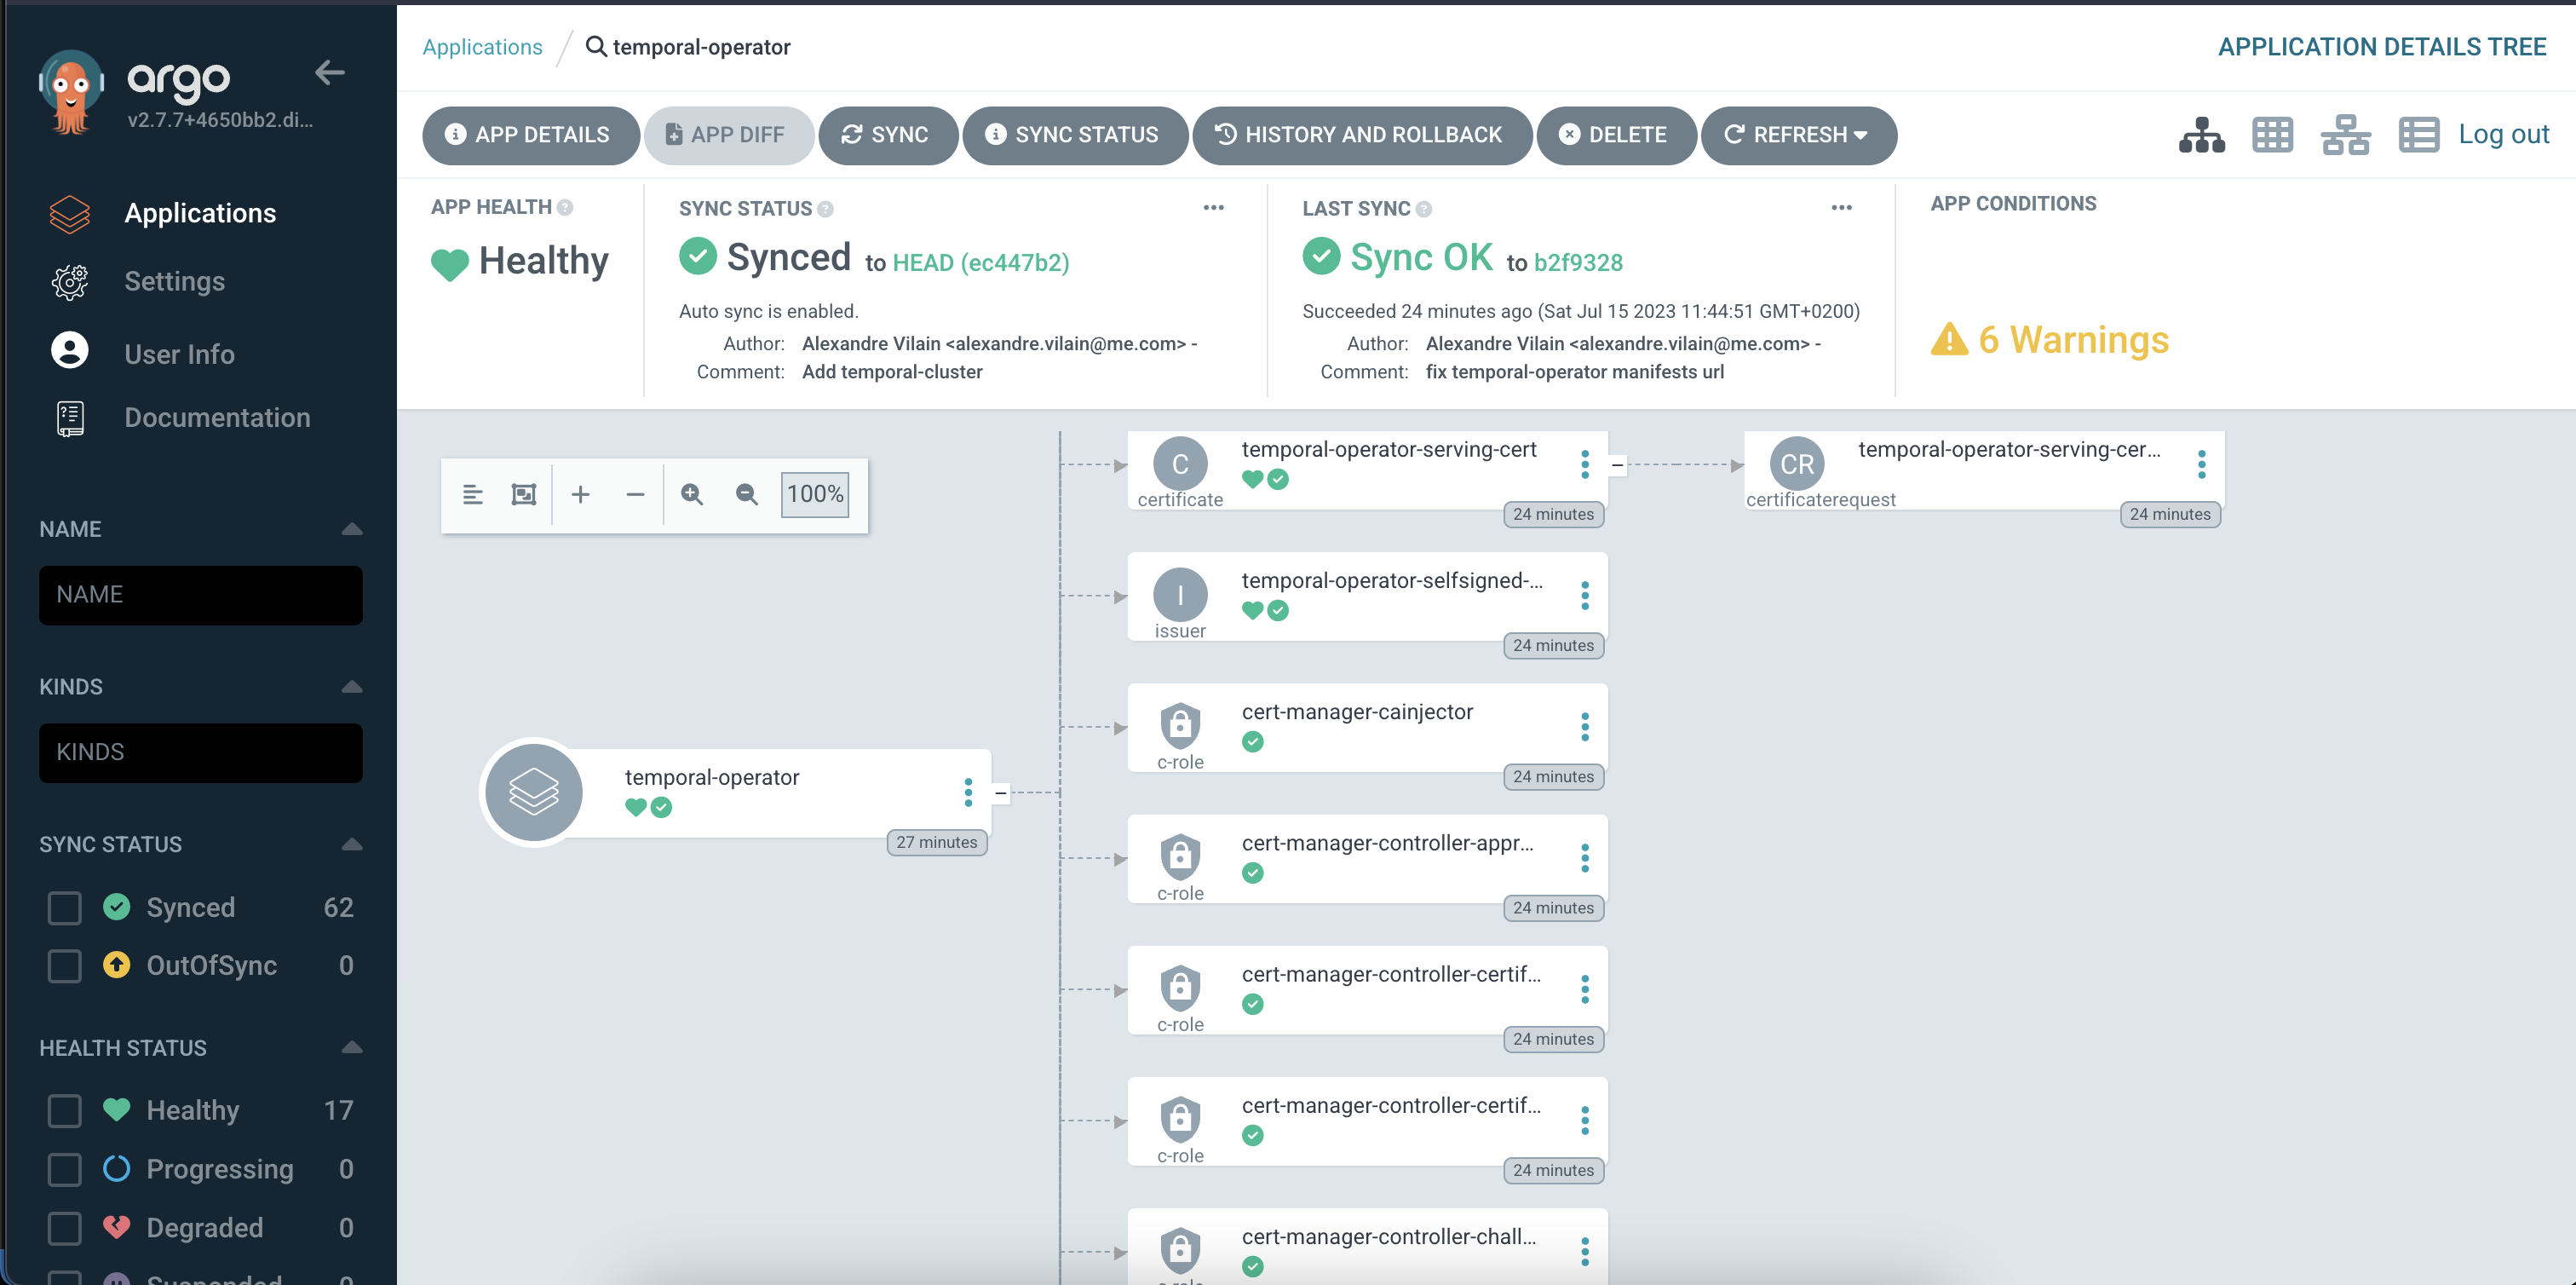 argo
v2.7.7+4650bb2.di...
Applications
Settings
User Info
Documentation
NAME
NAME
KINDS
KINDS
SYNC STATUS
Synced 62
OutOfSync 0
HEALTH STATUS
Healthy 17
Progressing 0
Degraded 0
Suspended 0
Applications / temporal-operator
APPLICATION DETAILS TREE
APP DETAILS
APP DIFF
SYNC
SYNC STATUS
HISTORY AND ROLLBACK
DELETE
REFRESH
Log out
APP HEALTH
Healthy
SYNC STATUS
Synced to HEAD (ec447b2)
Auto sync is enabled.
Author: Alexandre Vilain <alexandre.vilain@me.com> -
Comment: Add temporal-cluster
LAST SYNC
Sync OK to b2f9328
Succeeded 24 minutes ago (Sat Jul 15 2023 11:44:51 GMT+0200)
Author: Alexandre Vilain <alexandre.vilain@me.com> -
Comment: fix temporal-operator manifests url
APP CONDITIONS
6 Warnings
100%
temporal-operator
27 minutes
C
certificate
temporal-operator-serving-cert
24 minutes
CR
certificaterequest
temporal-operator-serving-cer...
24 minutes
I
issuer
temporal-operator-selfsigned-...
24 minutes
c-role
cert-manager-cainjector
24 minutes
c-role
cert-manager-controller-appr...
24 minutes
c-role
cert-manager-controller-certif...
24 minutes
c-role
cert-manager-controller-certif...
24 minutes
c-role
cert-manager-controller-chall...